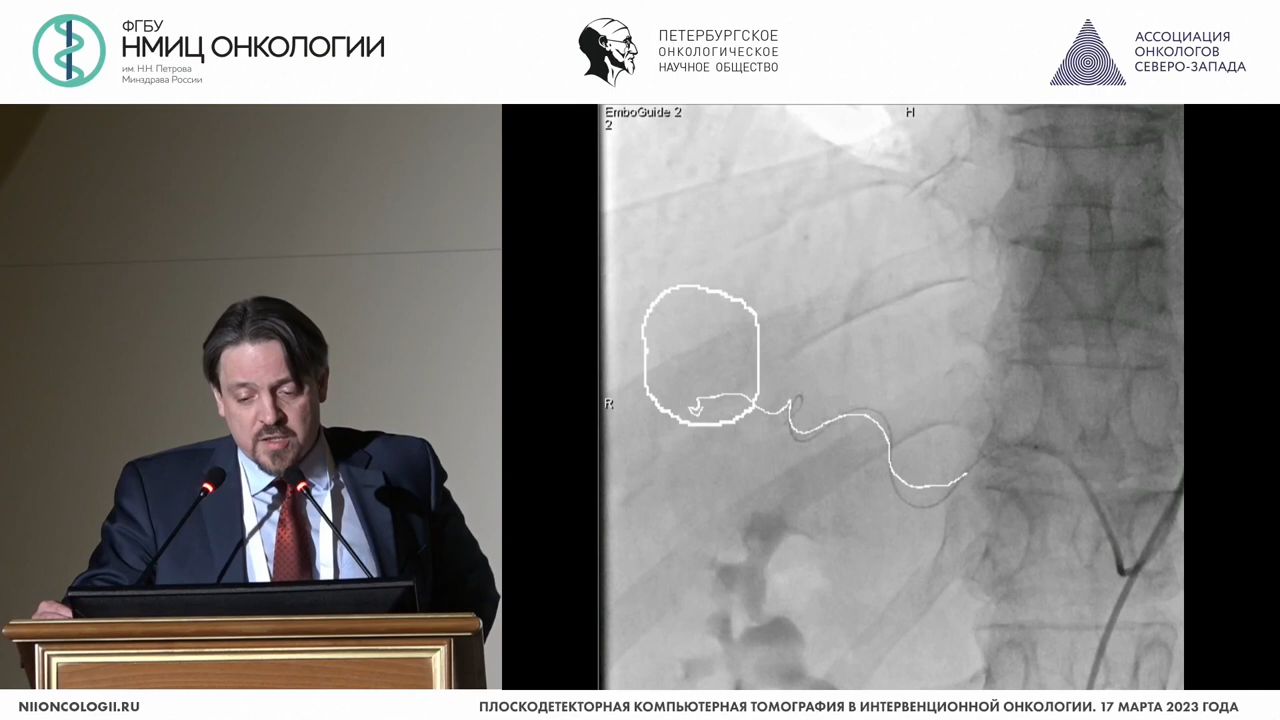 ФГБУ
НМИЦ ОНКОЛОГИИ
им. Н.Н. Петрова
Минздрава России
ПЕТЕРБУРГСКОЕ
ОНКОЛОГИЧЕСКОЕ
НАУЧНОЕ ОБЩЕСТВО
АССОЦИАЦИЯ
ОНКОЛОГОВ
СЕВЕРО-ЗАПАДА
EmboGuide 2
2
H
R
NIIONCOLOGII.RU
ПЛОСКОДЕТЕКТОРНАЯ КОМПЬЮТЕРНАЯ ТОМОГРАФИЯ В ИНТЕРВЕНЦИОННОЙ ОНКОЛОГИИ. 17 МАРТА 2023 ГОДА